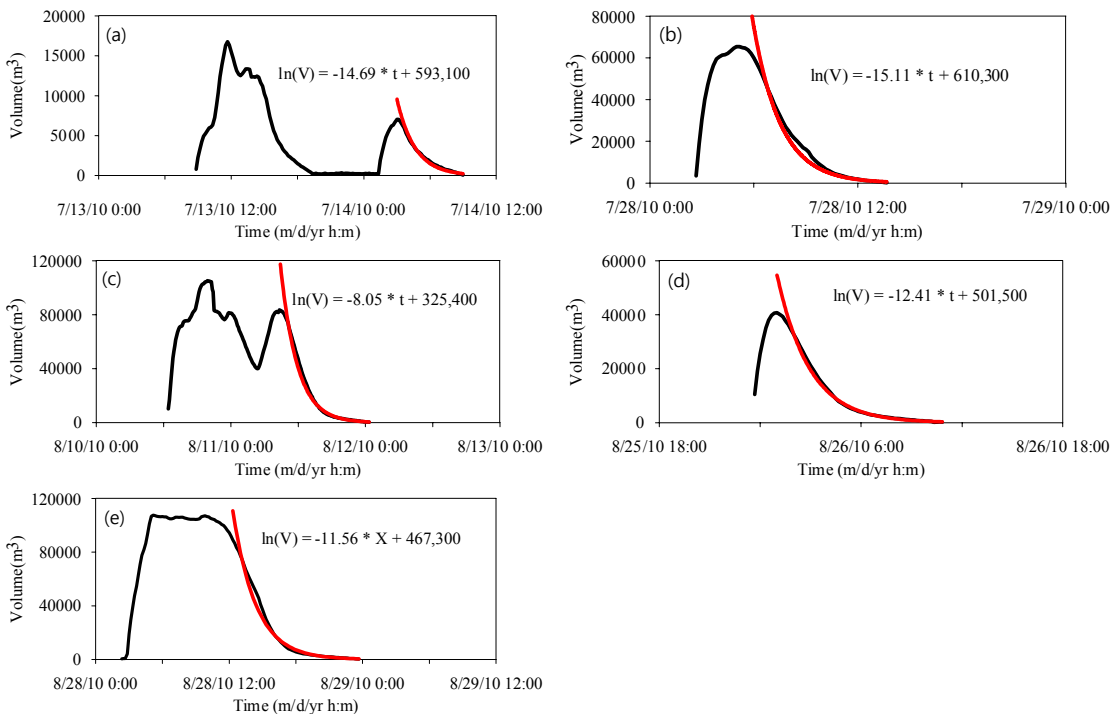 (a)
ln(V) = -14.69 * t + 593,100
Volume(m³)
20000
15000
10000
5000
0
7/13/10 0:00 7/13/10 12:00 7/14/10 0:00 7/14/10 12:00
Time (m/d/yr h:m)
(b)
ln(V) = -15.11 * t + 610,300
Volume(m³)
80000
60000
40000
20000
0
7/28/10 0:00 7/28/10 12:00 7/29/10 0:00
Time (m/d/yr h:m)
(c)
ln(V) = -8.05 * t + 325,400
Volume(m³)
120000
80000
40000
0
8/10/10 0:00 8/11/10 0:00 8/12/10 0:00 8/13/10 0:00
Time (m/d/yr h:m)
(d)
ln(V) = -12.41 * t + 501,500
Volume(m³)
60000
40000
20000
0
8/25/10 18:00 8/26/10 6:00 8/26/10 18:00
Time (m/d/yr h:m)
(e)
ln(V) = -11.56 * X + 467,300
Volume(m³)
120000
80000
40000
0
8/28/10 0:00 8/28/10 12:00 8/29/10 0:00 8/29/10 12:00
Time (m/d/yr h:m)